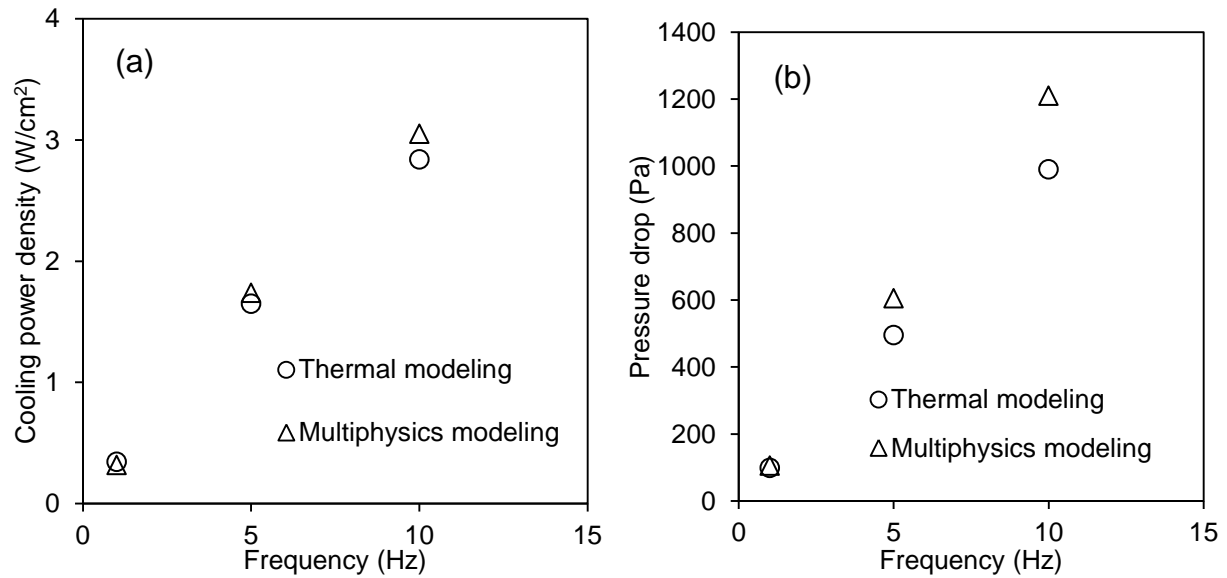 (a)
Cooling power density (W/cm²)
4
3
2
1
0
0 5 10 15
Frequency (Hz)
Thermal modeling
Multiphysics modeling
(b)
Pressure drop (Pa)
1400
1200
1000
800
600
400
200
0
0 5 10 15
Frequency (Hz)
Thermal modeling
Multiphysics modeling